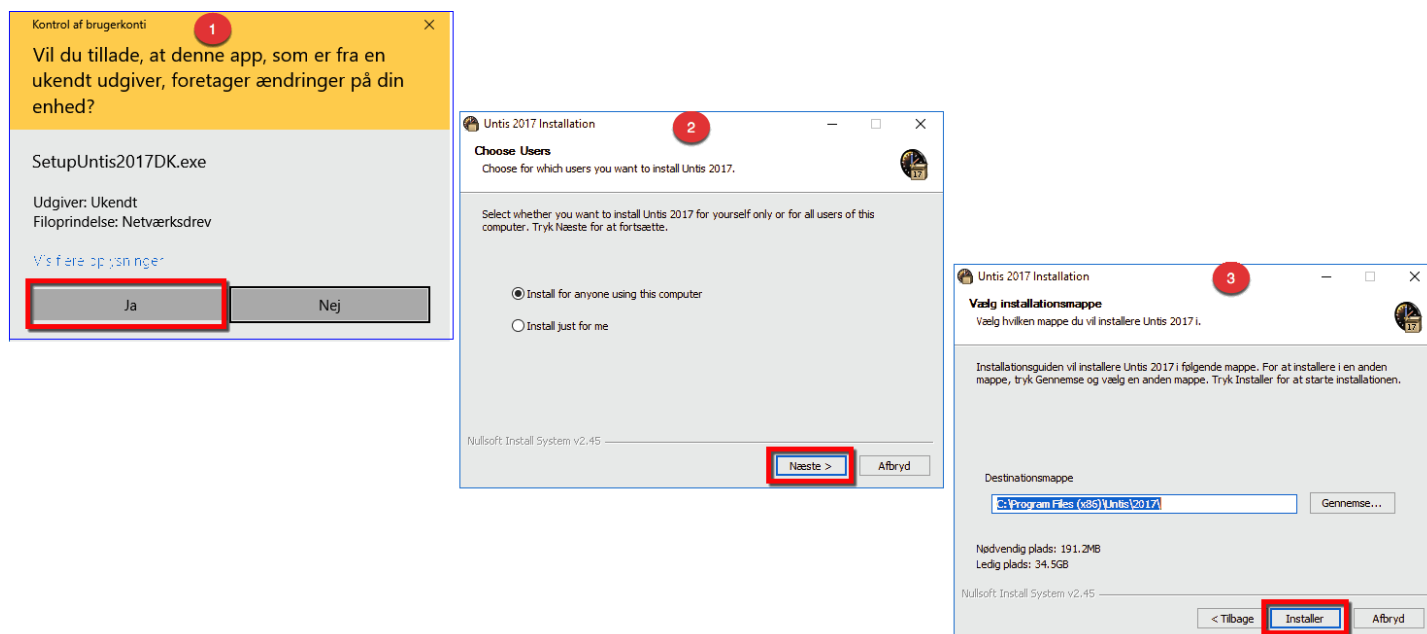 Kontrol af brugerkonti
1
Vil du tillade, at denne app, som er fra en
ukendt udgiver, foretager ændringer på din
enhed?
SetupUntis2017DK.exe
Udgiver: Ukendt
Filoprindelse: Netværksdrev
Vis flere oplysninger
Ja
Nej
Untis 2017 Installation
2
Choose Users
Choose for which users you want to install Untis 2017.
17
Select whether you want to install Untis 2017 for yourself only or for all users of this
computer. Tryk Næste for at fortsætte.
Install for anyone using this computer
Install just for me
Nullsoft Install System v2.45
Næste >
Afbryd
Untis 2017 Installation
3
Vælg installationsmappe
Vælg hvilken mappe du vil installere Untis 2017 i.
17
Installationsguiden vil installere Untis 2017 i følgende mappe. For at installere i en anden
mappe, tryk Gennemse og vælg en anden mappe. Tryk Installer for at starte installationen.
Destinationsmappe
C:\Program Files (x86)\Untis\2017\
Gennemse...
Nødvendig plads: 191.2MB
Ledig plads: 34.5GB
Nullsoft Install System v2.45
< Tilbage
Installer
Afbryd